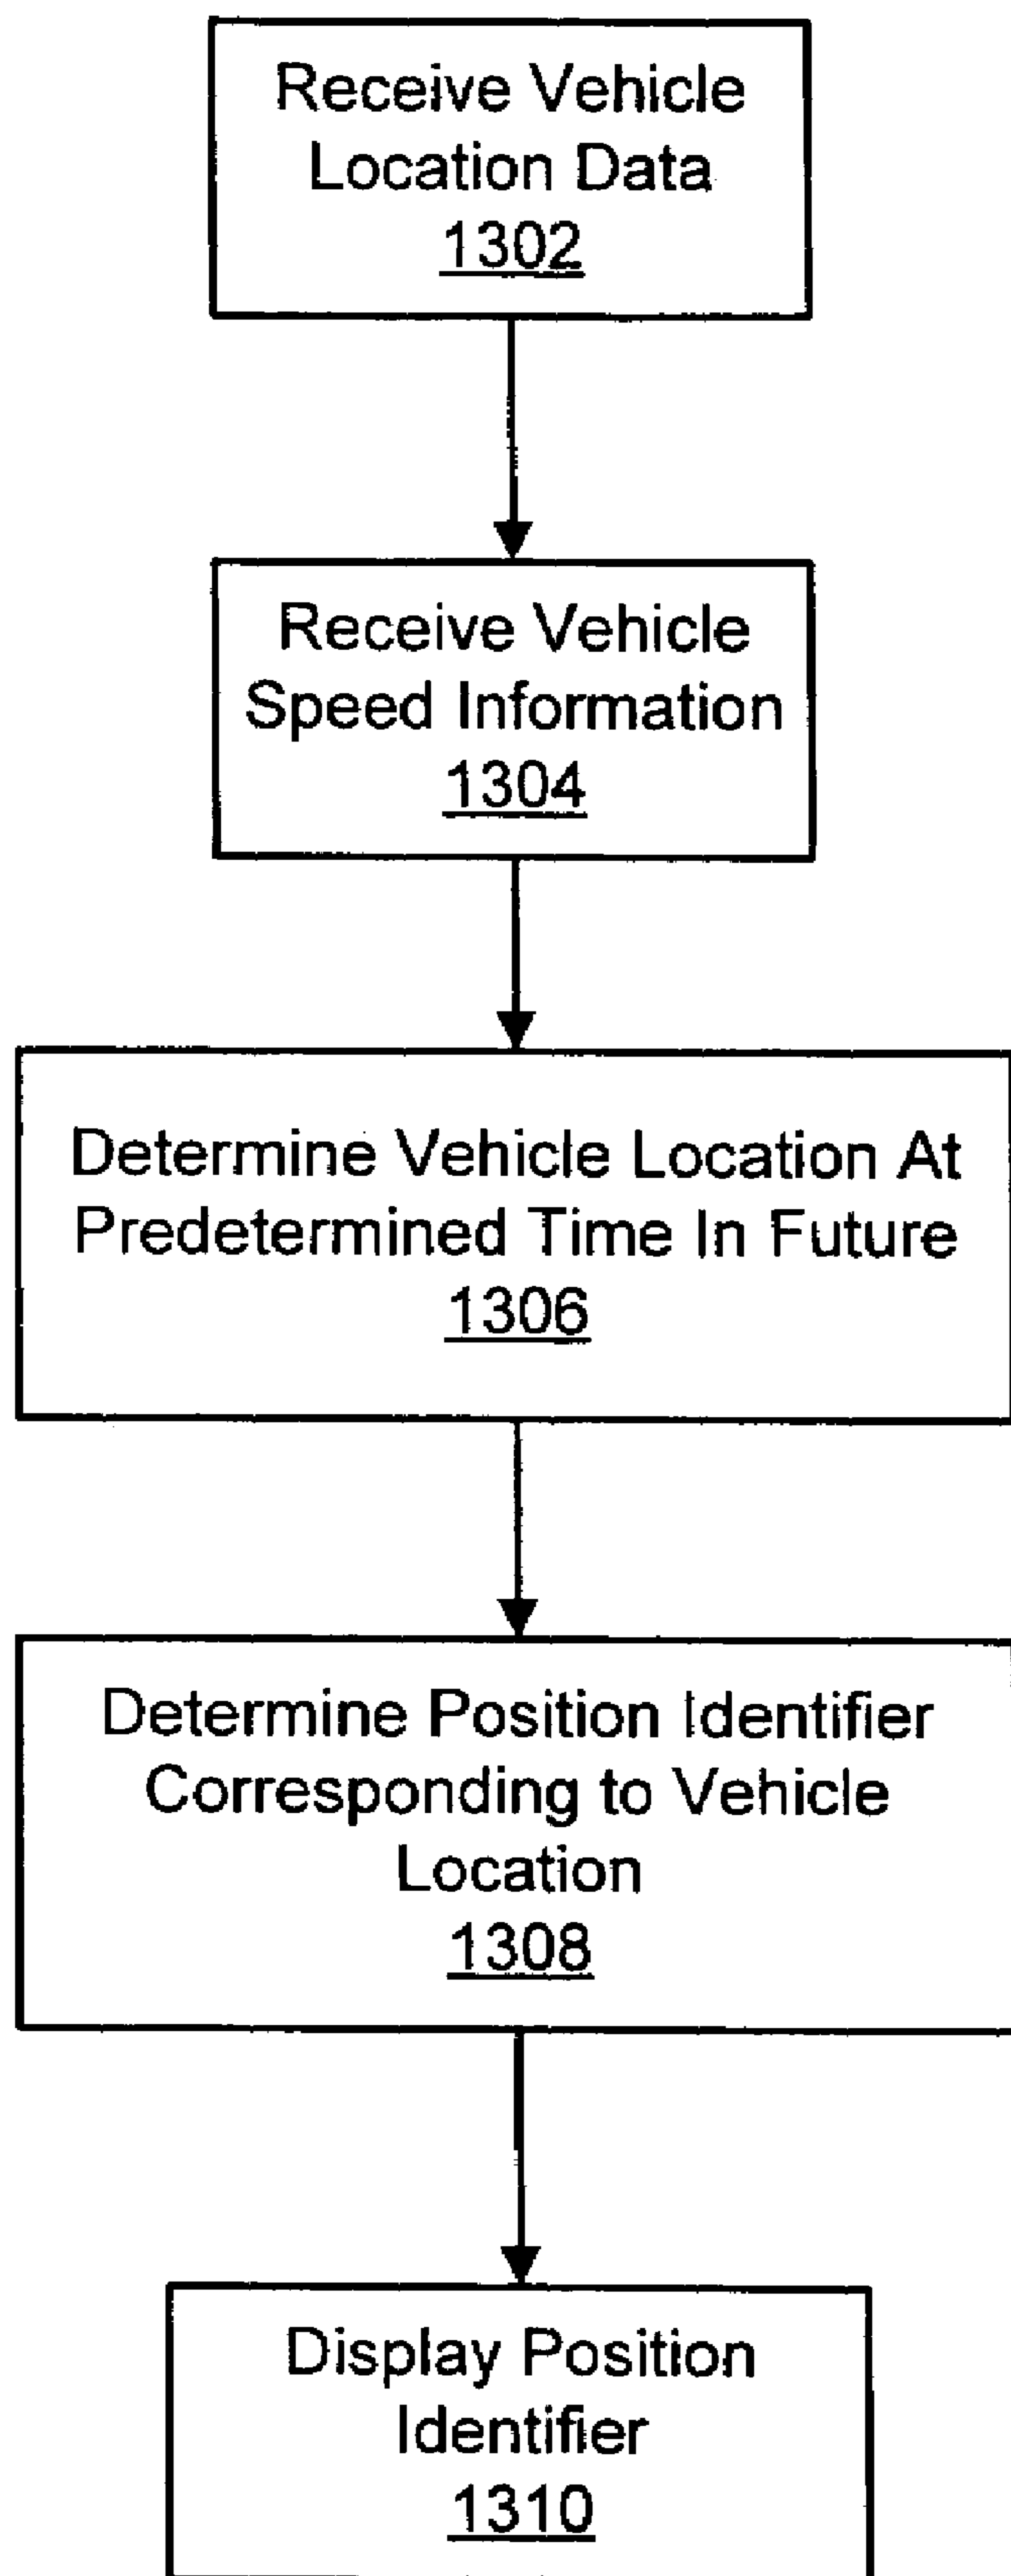 Receive Vehicle
Location Data
1302
Receive Vehicle
Speed Information
1304
Determine Vehicle Location At
Predetermined Time In Future
1306
Determine Position Identifier
Corresponding to Vehicle
Location
1308
Display Position
Identifier
1310